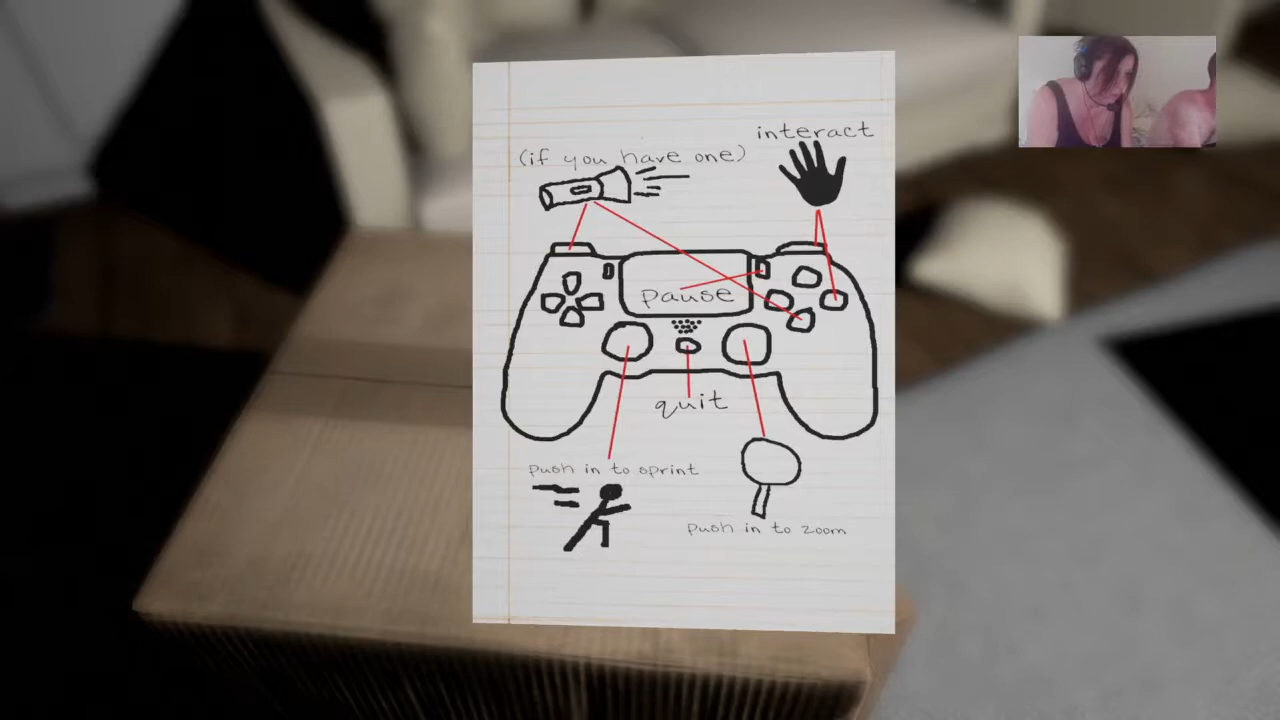 interact
(if you have one)
pause
quit
push in to sprint
push in to zoom